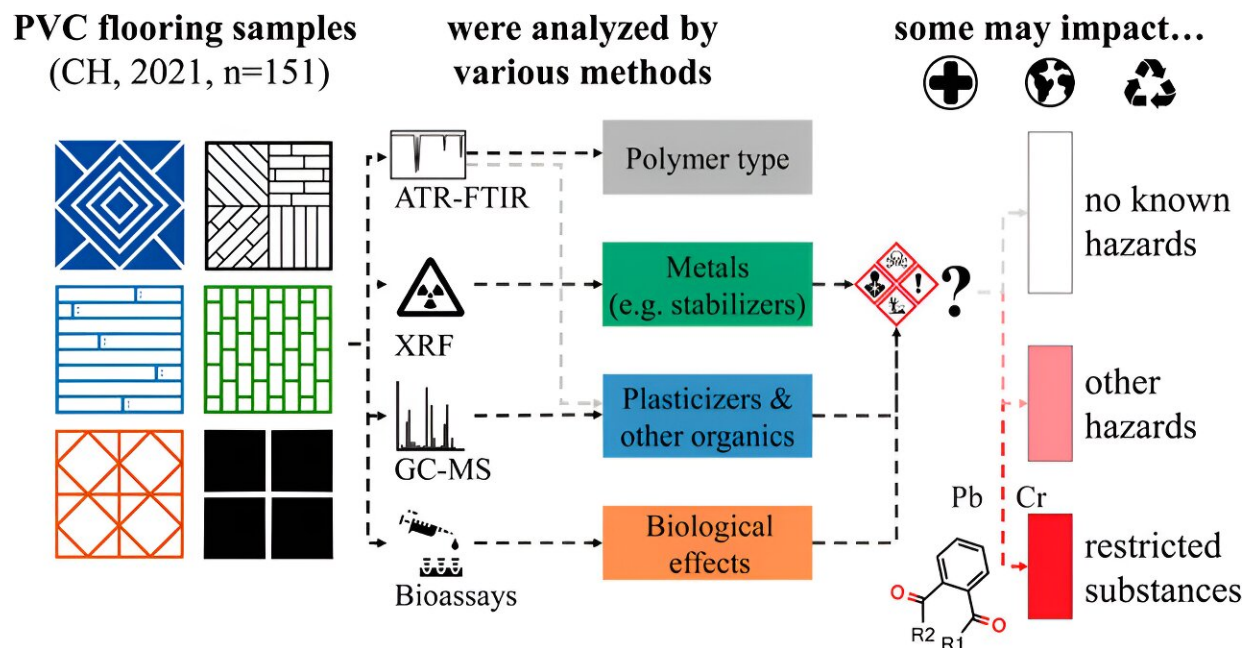 PVC flooring samples
(CH, 2021, n=151)
were analyzed by
various methods
some may impact…
ATR-FTIR
XRF
GC-MS
Bioassays
Polymer type
Metals
(e.g. stabilizers)
Plasticizers &
other organics
Biological
effects
!
?
no known
hazards
other
hazards
restricted
substances
Pb
Cr
O
O
R2
R1